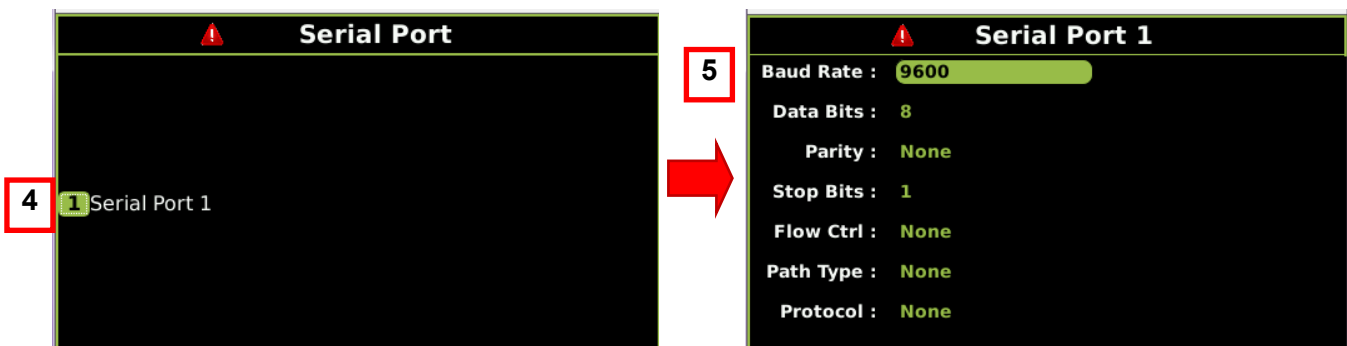 Serial Port
4
1 Serial Port 1
5
Serial Port 1
Baud Rate : 9600
Data Bits : 8
Parity : None
Stop Bits : 1
Flow Ctrl : None
Path Type : None
Protocol : None